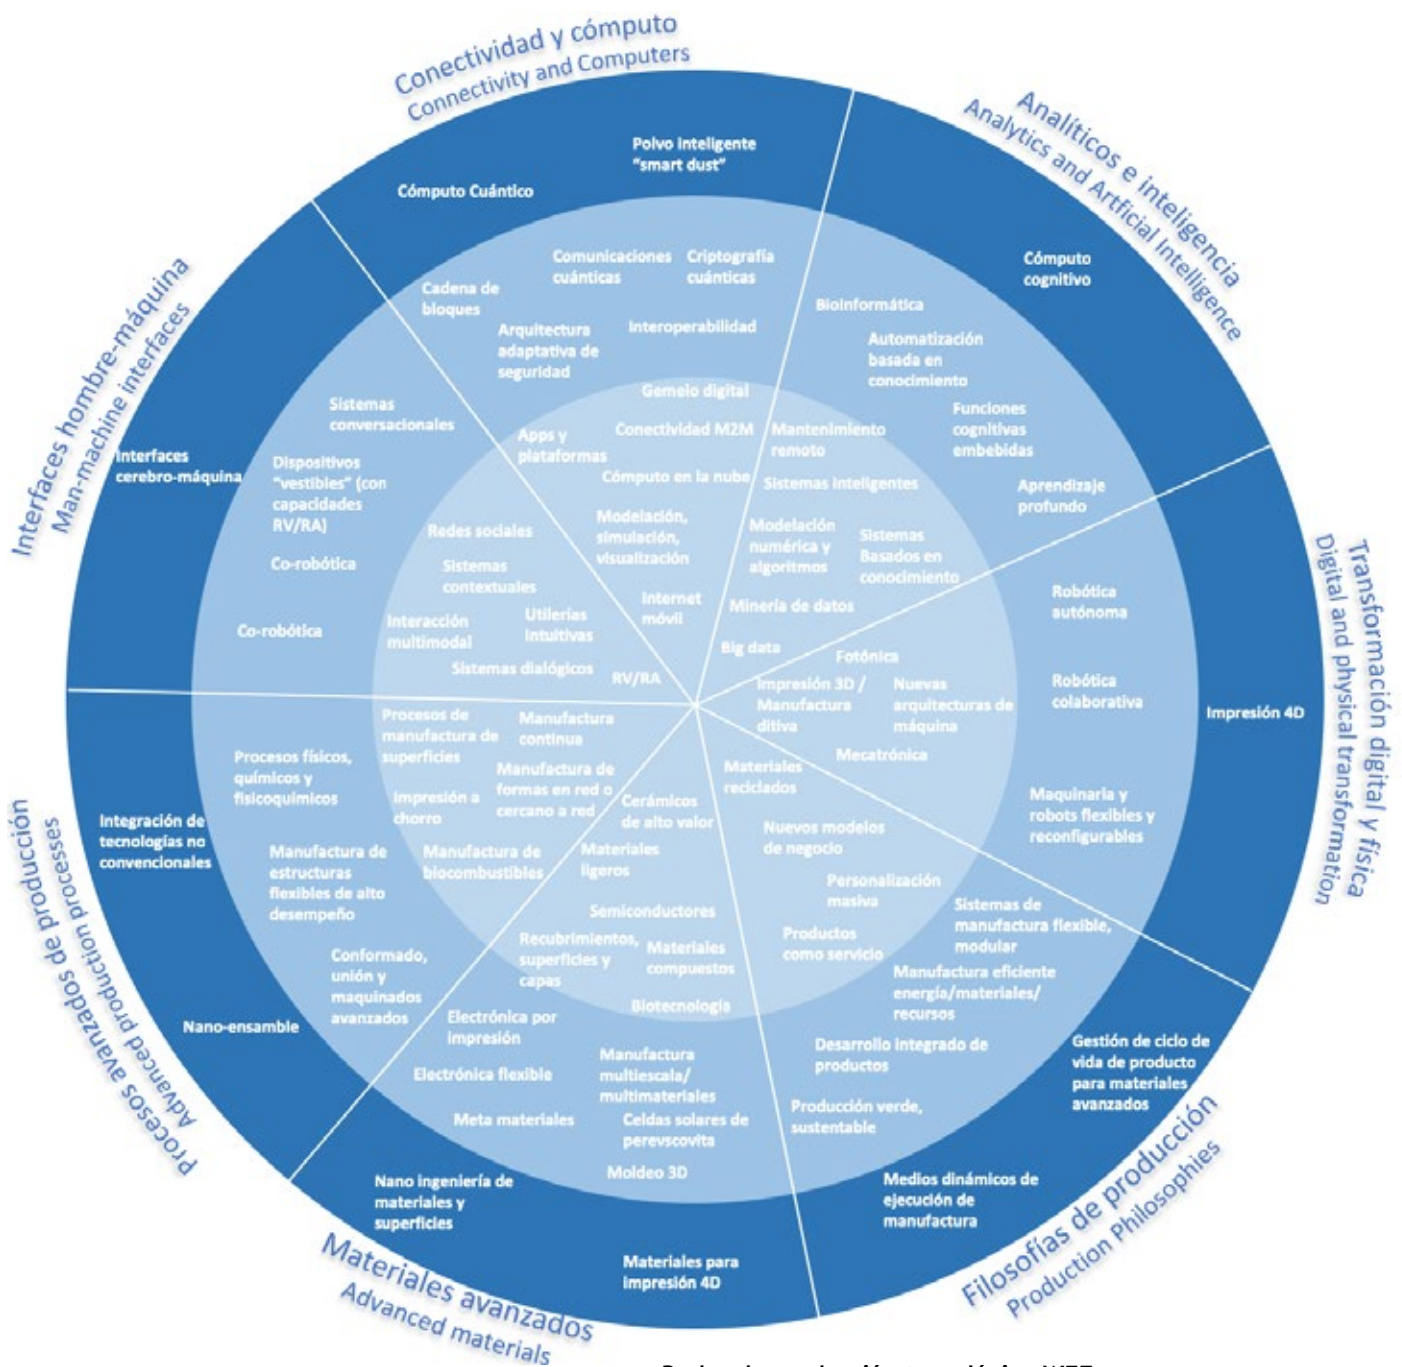 Conectividad y cómputo
Connectivity and Computers
Polvo inteligente
"smart dust"
Cómputo Cuántico
Comunicaciones
cuánticas
Criptografía
cuánticas
Cadena de
bloques
Interoperabilidad
Arquitectura
adaptativa de
seguridad
Gemelo digital
Conectividad M2M
Apps y
plataformas
Cómputo en la nube
Modelación,
simulación,
visualización
Internet
móvil
Analíticos e inteligencia
Analytics and Artficial Intelligence
Cómputo
cognitivo
Bioinformática
Automatización
basada en
conocimiento
Funciones
cognitivas
embebidas
Aprendizaje
profundo
Mantenimiento
remoto
Sistemas inteligentes
Modelación
numérica y
algoritmos
Sistemas
Basados en
conocimiento
Minería de datos
Big data
Transformación digital y física
Digital and physical transformation
Impresión 4D
Robótica
autónoma
Robótica
colaborativa
Maquinaria y
robots flexibles y
reconfigurables
Fotónica
Impresión 3D /
Manufactura
ditiva
Nuevas
arquitecturas de
máquina
Mecatrónica
Filosofías de producción
Production Philosophies
Materiales
reciclados
Nuevos modelos
de negocio
Personalización
masiva
Productos
como servicio
Sistemas de
manufactura flexible,
modular
Manufactura eficiente
energía/materiales/
recursos
Desarrollo integrado de
productos
Producción verde,
sustentable
Gestión de ciclo de
vida de producto
para materiales
avanzados
Medios dinámicos de
ejecución de
manufactura
Materiales avanzados
Advanced materials
Cerámicos
de alto valor
Materiales
ligeros
Semiconductores
Recubrimientos,
superficies y
capas
Materiales
compuestos
Biotecnología
Electrónica por
impresión
Electrónica flexible
Manufactura
multiescala/
multimateriales
Meta materiales
Celdas solares de
perevscovita
Moldeo 3D
Nano ingeniería de
materiales y
superficies
Materiales para
impresión 4D
Procesos avanzados de producción
Advanced production processes
Procesos de
manufactura de
superficies
Manufactura
continua
Manufactura de
formas en red o
cercano a red
Impresión a
chorro
Manufactura de
biocombustibles
Procesos físicos,
químicos y
fisicoquímicos
Manufactura de
estructuras
flexibles de alto
desempeño
Conformado,
unión y
maquinados
avanzados
Integración de
tecnologías no
convencionales
Nano-ensamble
Interfaces hombre-máquina
Man-machine interfaces
Interfaces
cerebro-máquina
Sistemas
conversacionales
Dispositivos
"vestibles" (con
capacidades
RV/RA)
Co-robótica
Co-robótica
Redes sociales
Sistemas
contextuales
Interacción
multimodal
Utilerías
intuitivas
Sistemas dialógicos
RV/RA